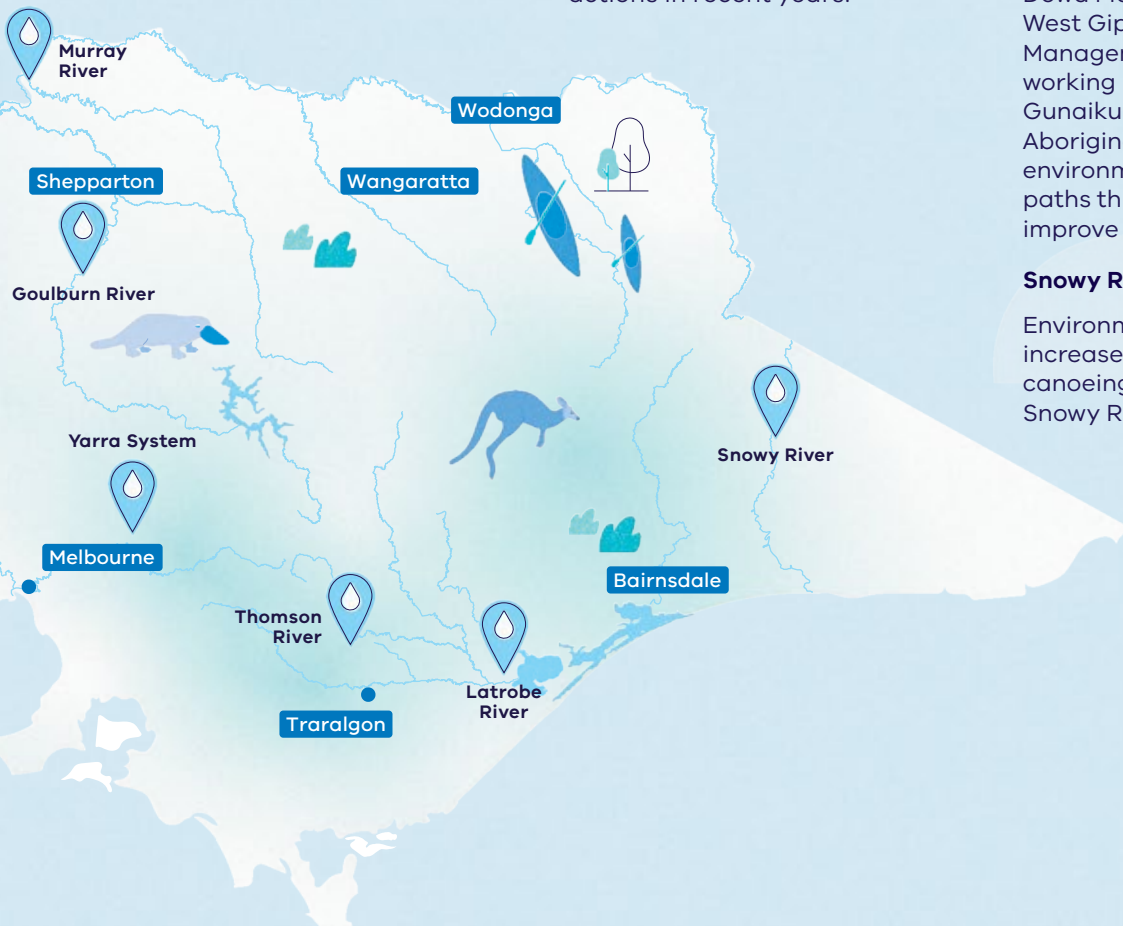 actions in recent years.
West Gip
Manager
working
Gunaiku
Aborigin
environm
paths th
improve
Snowy R
Environm
increase
canoeing
Snowy R
Murray
River
Wodonga
Shepparton
Wangaratta
Goulburn River
Yarra System
Snowy River
Melbourne
Bairnsdale
Thomson
River
Latrobe
River
Traralgon